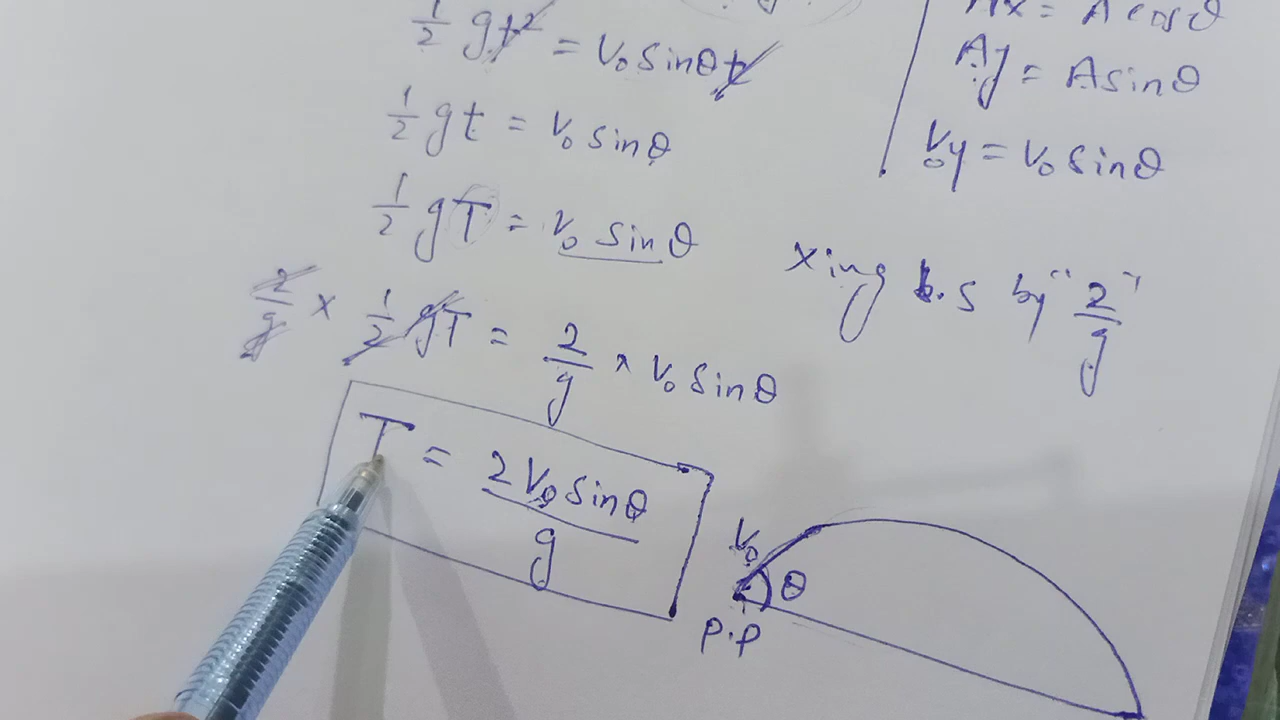 1/2 gt² = V₀ sinθt
1/2 gt = V₀ sinθ
1/2 gT = V₀ sinθ
2/g × 1/2 gT = 2/g × V₀ sinθ
T = 2V₀ sinθ/g
Ax = A cosθ
Ay = A sinθ
V₀y = V₀ sinθ
Xing b.s by "2/g"
V₀
θ
P.P